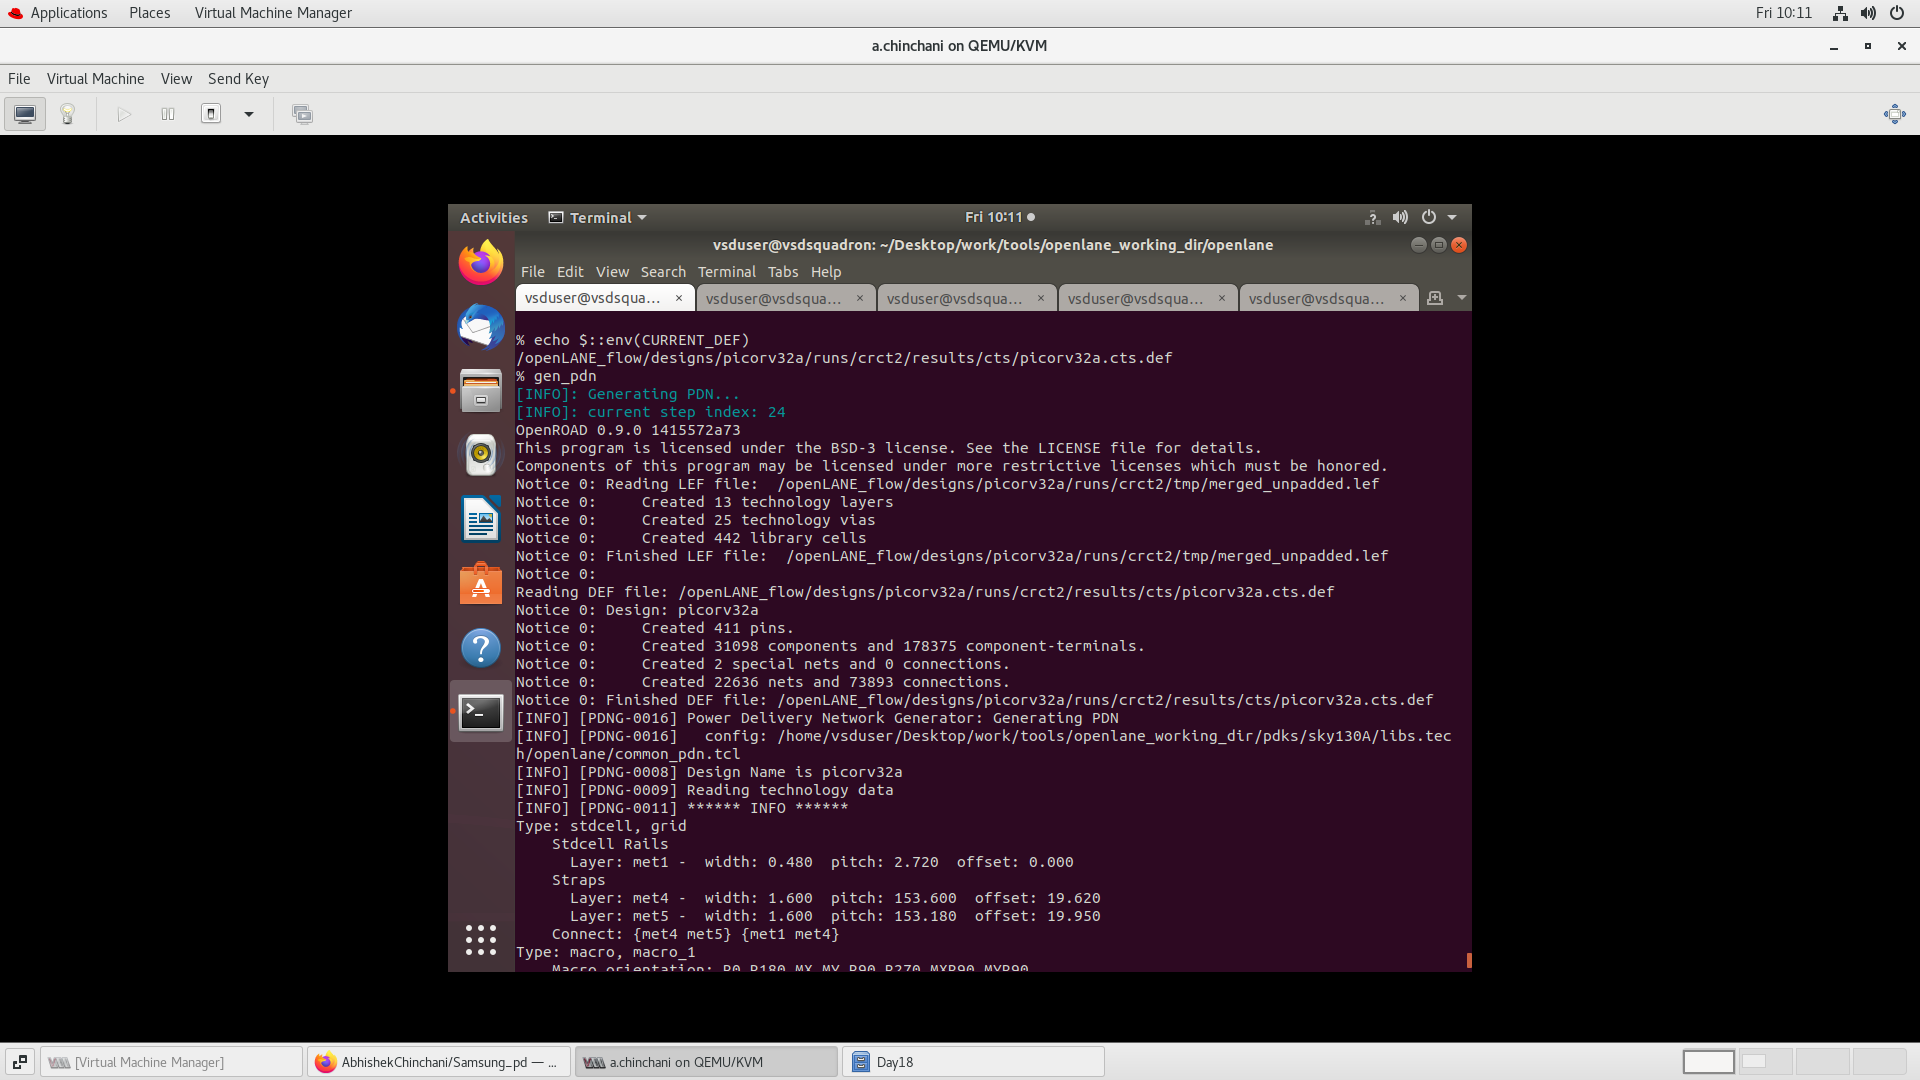 Applications Places Virtual Machine Manager Fri 10:11
a.chinchani on QEMU/KVM
File Virtual Machine View Send Key
Activities Terminal Fri 10:11
vsduser@vsdsquadron: ~/Desktop/work/tools/openlane_working_dir/openlane
File Edit View Search Terminal Tabs Help
vsduser@vsdsqua... × vsduser@vsdsqua... × vsduser@vsdsqua... × vsduser@vsdsqua... × vsduser@vsdsqua... ×
% echo $::env(CURRENT_DEF)
/openLANE_flow/designs/picorv32a/runs/crct2/results/cts/picorv32a.cts.def
% gen_pdn
[INFO]: Generating PDN...
[INFO]: current step index: 24
OpenROAD 0.9.0 1415572a73
This program is licensed under the BSD-3 license. See the LICENSE file for details.
Components of this program may be licensed under more restrictive licenses which must be honored.
Notice 0: Reading LEF file:  /openLANE_flow/designs/picorv32a/runs/crct2/tmp/merged_unpadded.lef
Notice 0:     Created 13 technology layers
Notice 0:     Created 25 technology vias
Notice 0:     Created 442 library cells
Notice 0: Finished LEF file:  /openLANE_flow/designs/picorv32a/runs/crct2/tmp/merged_unpadded.lef
Notice 0:
Reading DEF file: /openLANE_flow/designs/picorv32a/runs/crct2/results/cts/picorv32a.cts.def
Notice 0: Design: picorv32a
Notice 0:     Created 411 pins.
Notice 0:     Created 31098 components and 178375 component-terminals.
Notice 0:     Created 2 special nets and 0 connections.
Notice 0:     Created 22636 nets and 73893 connections.
Notice 0: Finished DEF file: /openLANE_flow/designs/picorv32a/runs/crct2/results/cts/picorv32a.cts.def
[INFO] [PDNG-0016] Power Delivery Network Generator: Generating PDN
[INFO] [PDNG-0016]   config: /home/vsduser/Desktop/work/tools/openlane_working_dir/pdks/sky130A/libs.tec
h/openlane/common_pdn.tcl
[INFO] [PDNG-0008] Design Name is picorv32a
[INFO] [PDNG-0009] Reading technology data
[INFO] [PDNG-0011] ****** INFO ******
Type: stdcell, grid
    Stdcell Rails
      Layer: met1 -  width: 0.480  pitch: 2.720  offset: 0.000
    Straps
      Layer: met4 -  width: 1.600  pitch: 153.600  offset: 19.620
      Layer: met5 -  width: 1.600  pitch: 153.180  offset: 19.950
    Connect: {met4 met5} {met1 met4}
Type: macro, macro_1
    Macro orientation: R0 R180 MX MY R90 R270 MXR90 MYR90
[Virtual Machine Manager] AbhishekChinchani/Samsung_pd — ... a.chinchani on QEMU/KVM Day18